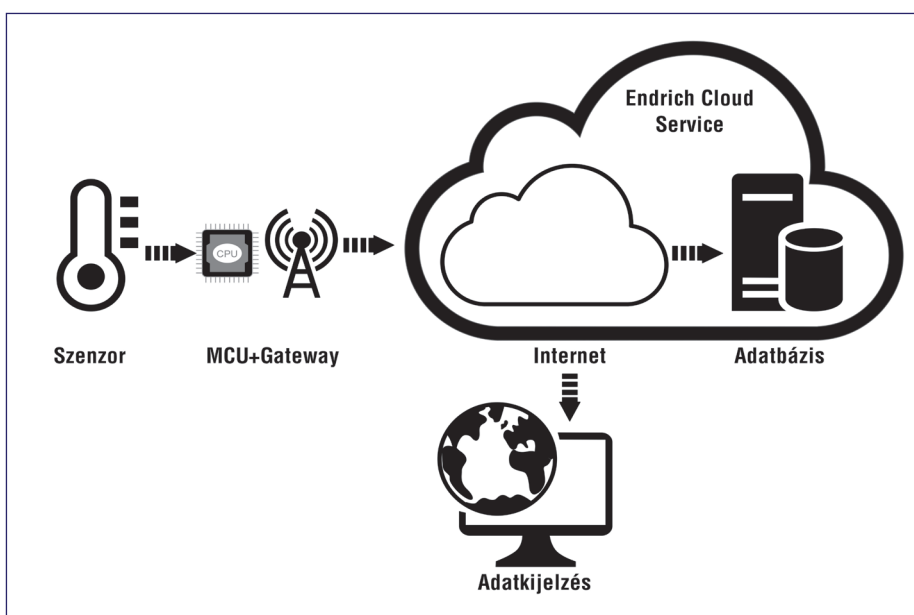 Endrich Cloud
Service
CPU
Szenzor
MCU+Gateway
Internet
Adatbázis
Adatkijelzés